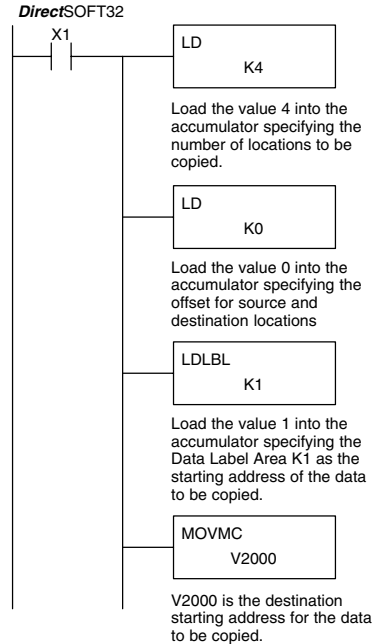 DirectSOFT32
X1
LD
K4
Load the value 4 into the
accumulator specifying the
number of locations to be
copied.
LD
K0
Load the value 0 into the
accumulator specifying the
offset for source and
destination locations
LDLBL
K1
Load the value 1 into the
accumulator specifying the
Data Label Area K1 as the
starting address of the data
to be copied.
MOVMC
V2000
V2000 is the destination
starting address for the data
to be copied.